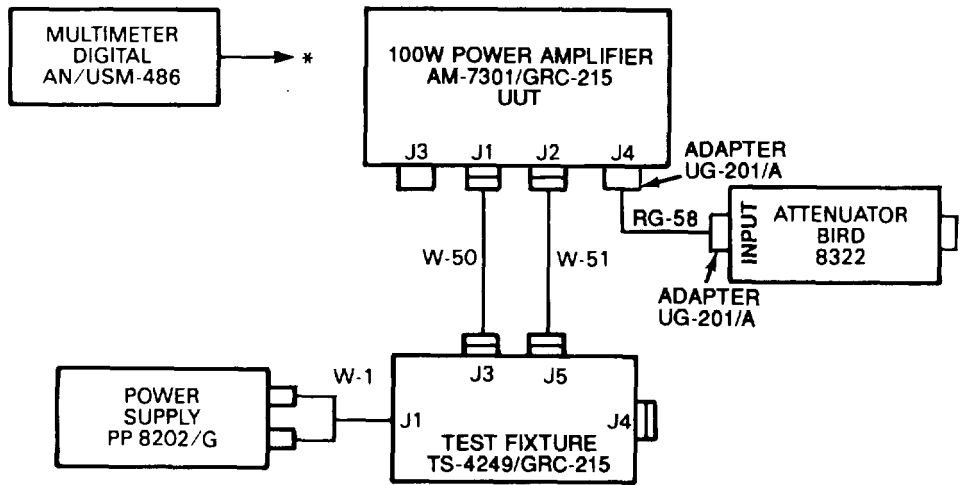 MULTIMETER
DIGITAL
AN/USM-486
*
100W POWER AMPLIFIER
AM-7301/GRC-215
UUT
J3 J1 J2 J4
ADAPTER
UG-201/A
RG-58
INPUT
ATTENUATOR
BIRD
8322
ADAPTER
UG-201/A
W-50
W-51
POWER
SUPPLY
PP 8202/G
W-1
J3 J5
J1
J4
TEST FIXTURE
TS-4249/GRC-215